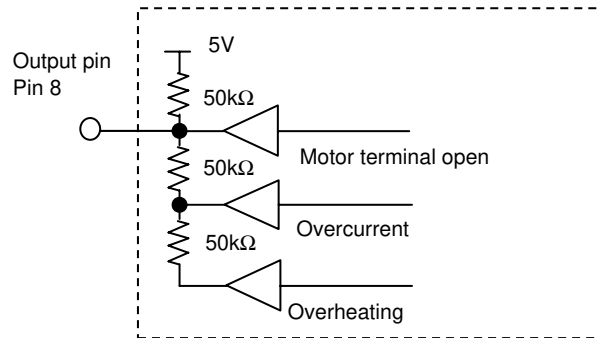 5V
Output pin
Pin 8
50kΩ
Motor terminal open
50kΩ
Overcurrent
50kΩ
Overheating